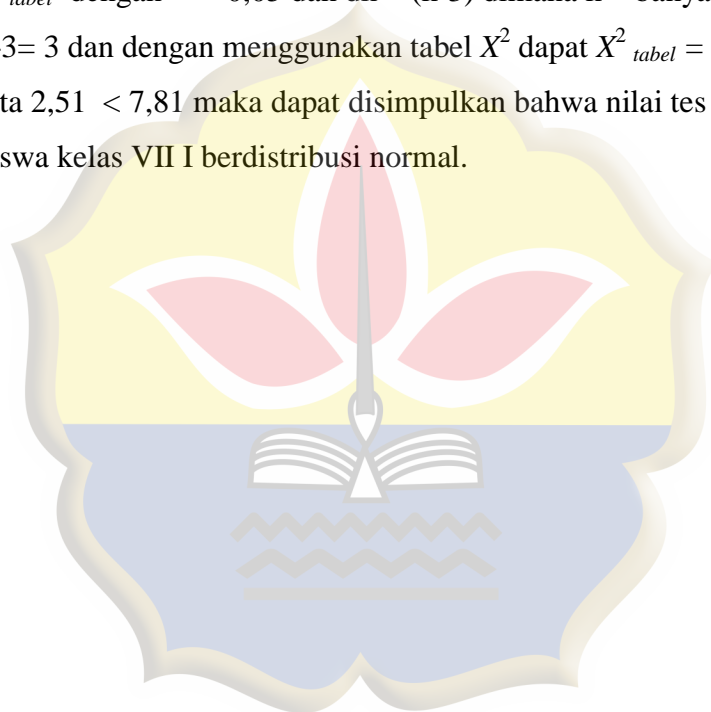 tabel dengan 0,05 dan dk (k-3) dimana k banya
3= 3 dan dengan menggunakan tabel X² dapat X² tabel =
ta 2,51 < 7,81 maka dapat disimpulkan bahwa nilai tes
swa kelas VII I berdistribusi normal.